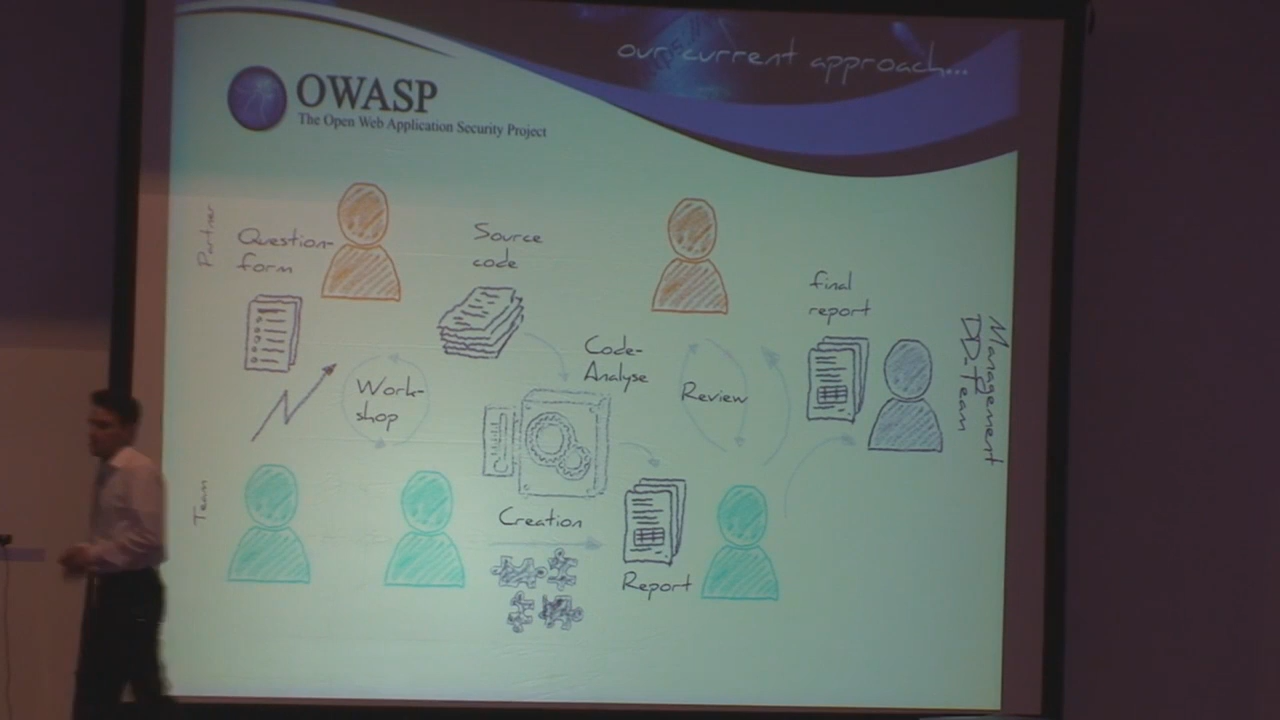 our current approach...
OWASP
The Open Web Application Security Project
Partner
Question-
form
Source
code
final
report
Management
DD-Team
Code-
Analyse
Work-
shop
Review
Team
Creation
Report